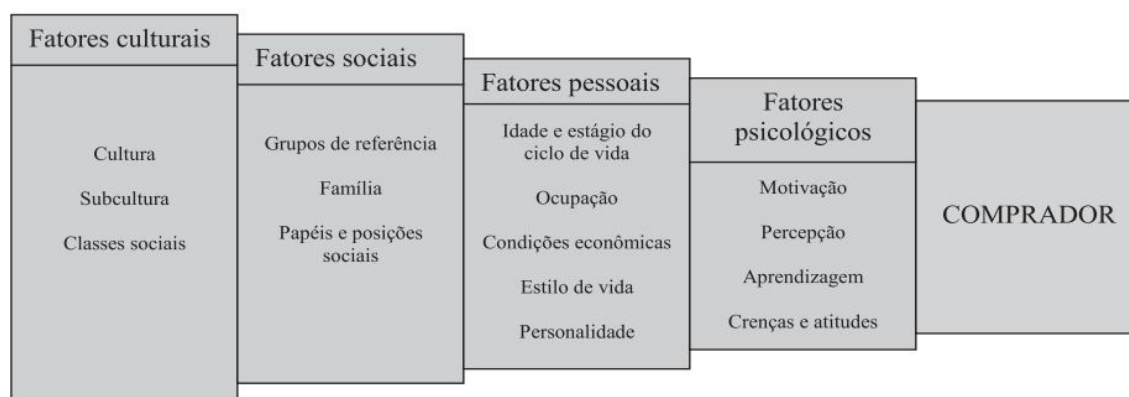 Fatores culturais
Cultura
Subcultura
Classes sociais
Fatores sociais
Grupos de referência
Família
Papéis e posições
sociais
Fatores pessoais
Idade e estágio do
ciclo de vida
Ocupação
Condições econômicas
Estilo de vida
Personalidade
Fatores
psicológicos
Motivação
Percepção
Aprendizagem
Crenças e atitudes
COMPRADOR